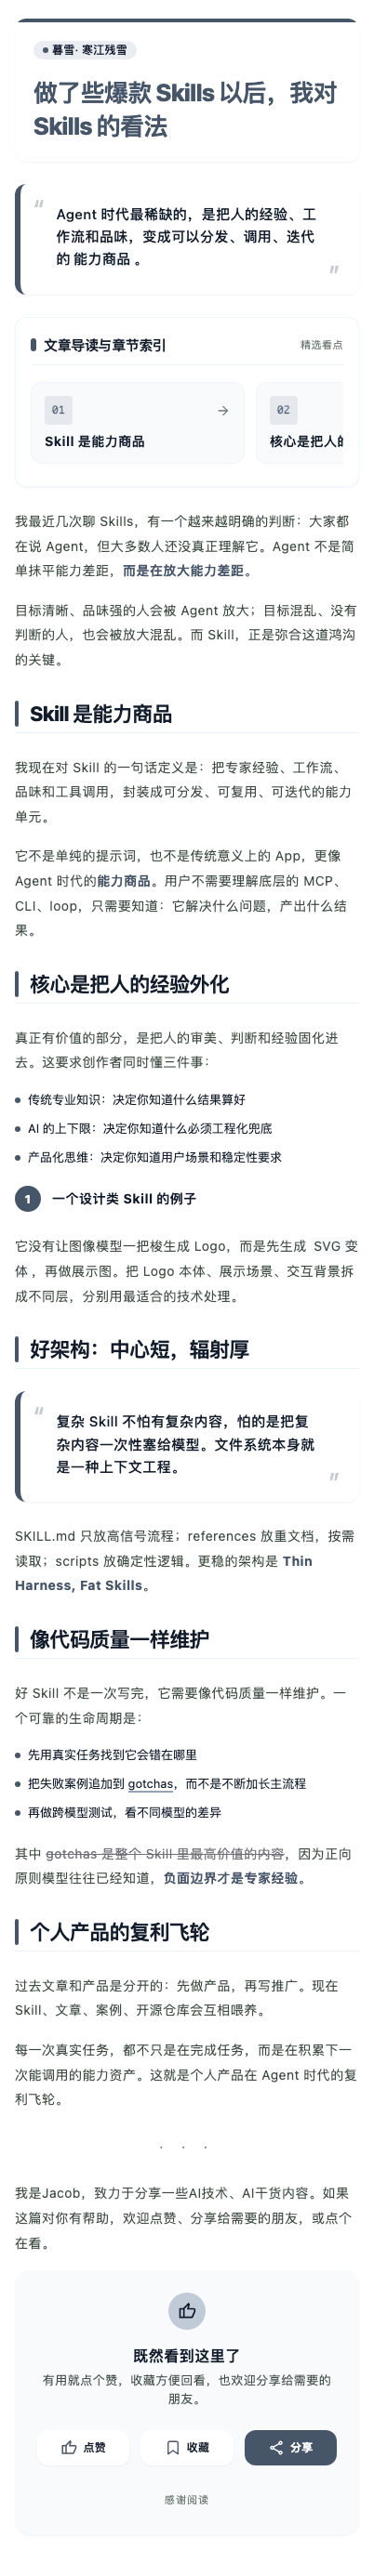 暮雪· 寒江残雪
做了些爆款 Skills 以后，我对
Skills 的看法
“
Agent 时代最稀缺的，是把人的经验、工
作流和品味，变成可以分发、调用、迭代
的 能力商品 。
”
文章导读与章节索引
精选看点
01
→
Skill 是能力商品
02
核心是把人的
我最近几次聊 Skills，有一个越来越明确的判断：大家都
在说 Agent，但大多数人还没真正理解它。Agent 不是简
单抹平能力差距，而是在放大能力差距。
目标清晰、品味强的人会被 Agent 放大；目标混乱、没有
判断的人，也会被放大混乱。而 Skill，正是弥合这道鸿沟
的关键。
Skill 是能力商品
我现在对 Skill 的一句话定义是：把专家经验、工作流、
品味和工具调用，封装成可分发、可复用、可迭代的能力
单元。
它不是单纯的提示词，也不是传统意义上的 App，更像
Agent 时代的能力商品。用户不需要理解底层的 MCP、
CLI、loop，只需要知道：它解决什么问题，产出什么结
果。
核心是把人的经验外化
真正有价值的部分，是把人的审美、判断和经验固化进
去。这要求创作者同时懂三件事：
传统专业知识：决定你知道什么结果算好
AI 的上下限：决定你知道什么必须工程化兜底
产品化思维：决定你知道用户场景和稳定性要求
1 一个设计类 Skill 的例子
它没有让图像模型一把梭生成 Logo，而是先生成 SVG 变
体 ，再做展示图。把 Logo 本体、展示场景、交互背景拆
成不同层，分别用最适合的技术处理。
好架构：中心短，辐射厚
“
复杂 Skill 不怕有复杂内容，怕的是把复
杂内容一次性塞给模型。文件系统本身就
是一种上下文工程。
”
SKILL.md 只放高信号流程；references 放重文档，按需
读取；scripts 放确定性逻辑。更稳的架构是 Thin
Harness, Fat Skills。
像代码质量一样维护
好 Skill 不是一次写完，它需要像代码质量一样维护。一
个可靠的生命周期是：
先用真实任务找到它会错在哪里
把失败案例追加到 gotchas，而不是不断加长主流程
再做跨模型测试，看不同模型的差异
其中 gotchas 是整个 Skill 里最高价值的内容，因为正向
原则模型往往已经知道，负面边界才是专家经验。
个人产品的复利飞轮
过去文章和产品是分开的：先做产品，再写推广。现在
Skill、文章、案例、开源仓库会互相喂养。
每一次真实任务，都不只是在完成任务，而是在积累下一
次能调用的能力资产。这就是个人产品在 Agent 时代的复
利飞轮。
· · ·
我是Jacob，致力于分享一些AI技术、AI干货内容。如果
这篇对你有帮助，欢迎点赞、分享给需要的朋友，或点个
在看。
既然看到这里了
有用就点个赞，收藏方便回看，也欢迎分享给需要的
朋友。
点赞
收藏
分享
感谢阅读